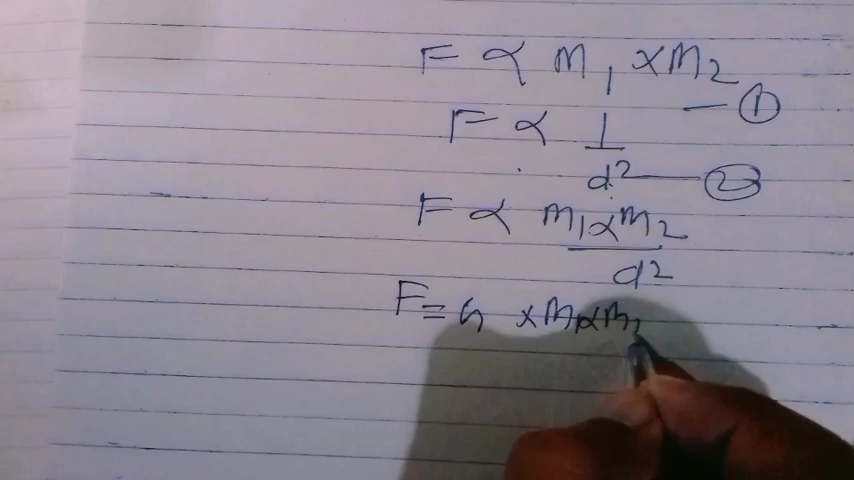 F ∝ m₁ × m₂
— ①
F ∝ 1/d² — ②
F ∝ m₁ × m₂ / d²
F = G × m₁ × m₂